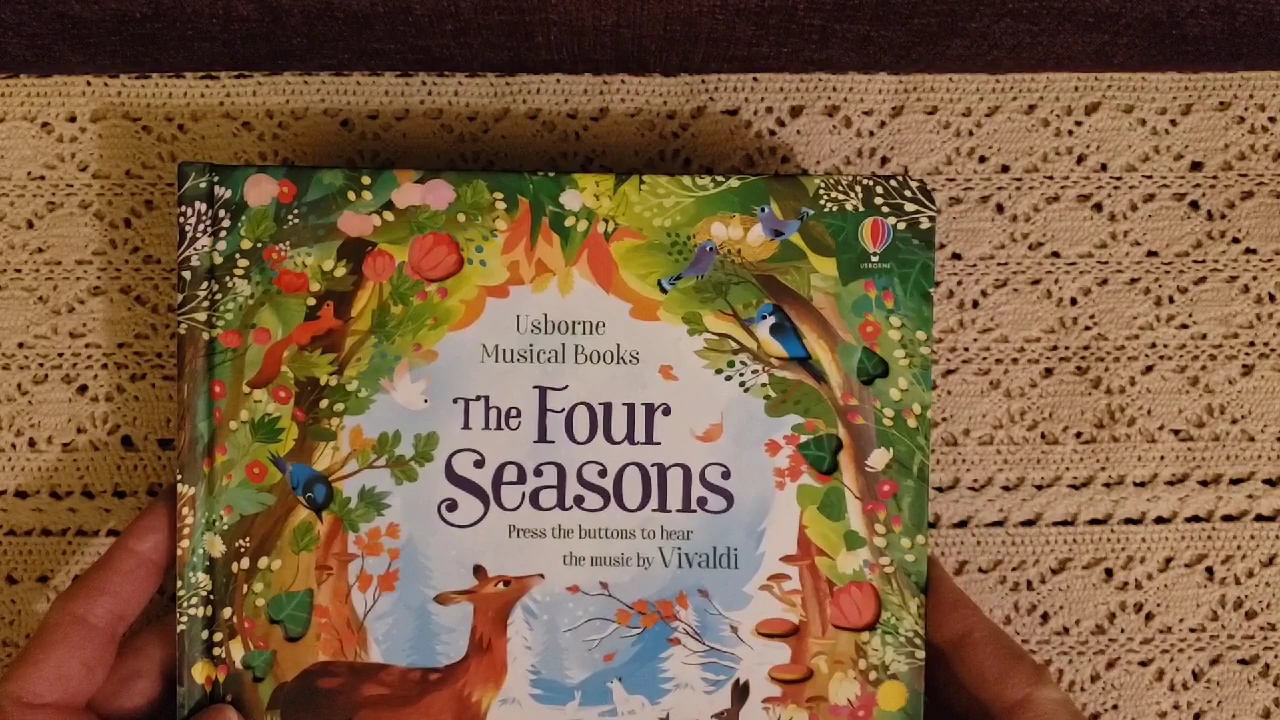 USBORNE
Usborne
Musical Books
The Four
Seasons
Press the buttons to hear
the music by Vivaldi